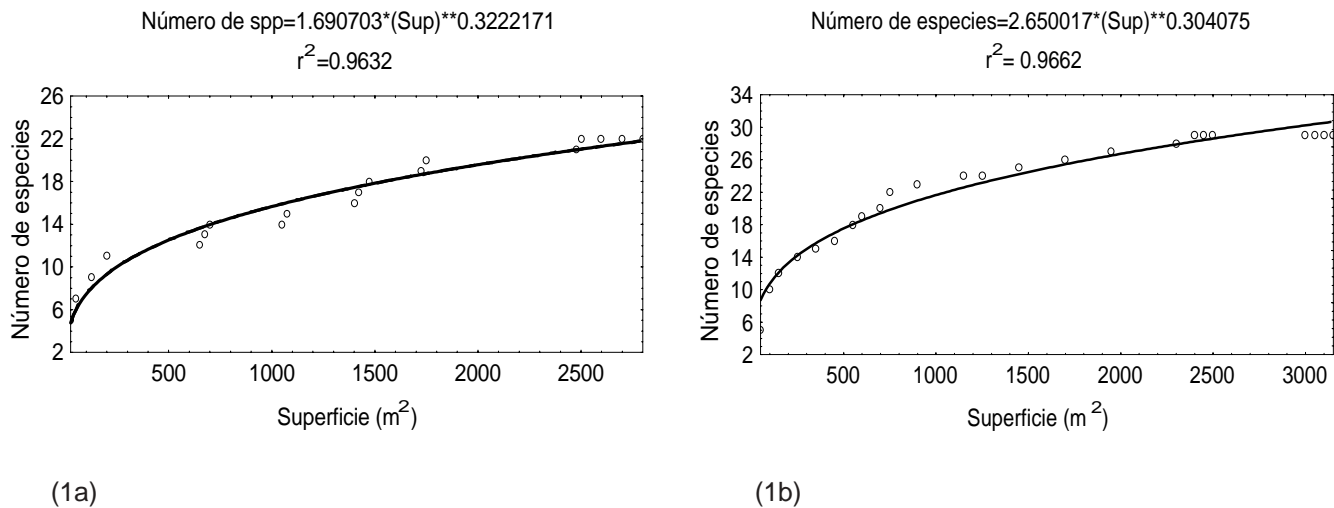 Número de spp=1.690703*(Sup)**0.3222171
r²=0.9632
Número de especies
26
22
18
14
10
6
2
500 1000 1500 2000 2500
Superficie (m²)
(1a)
Número de especies=2.650017*(Sup)**0.304075
r²= 0.9662
Número de especies
34
30
26
22
18
14
10
6
2
500 1000 1500 2000 2500 3000
Superficie (m²)
(1b)